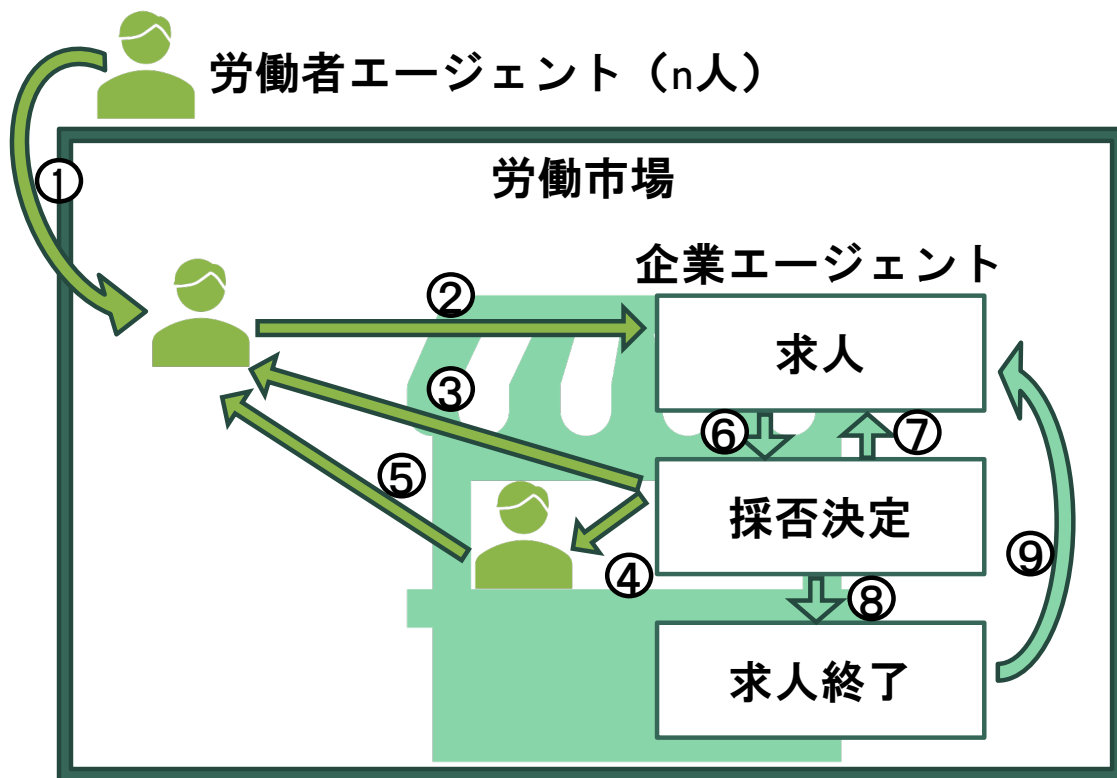 労働者エージェント（n人）
①
労働市場
企業エージェント
②
求人
③
⑥
⑦
⑤
採否決定
④
⑨
⑧
求人終了